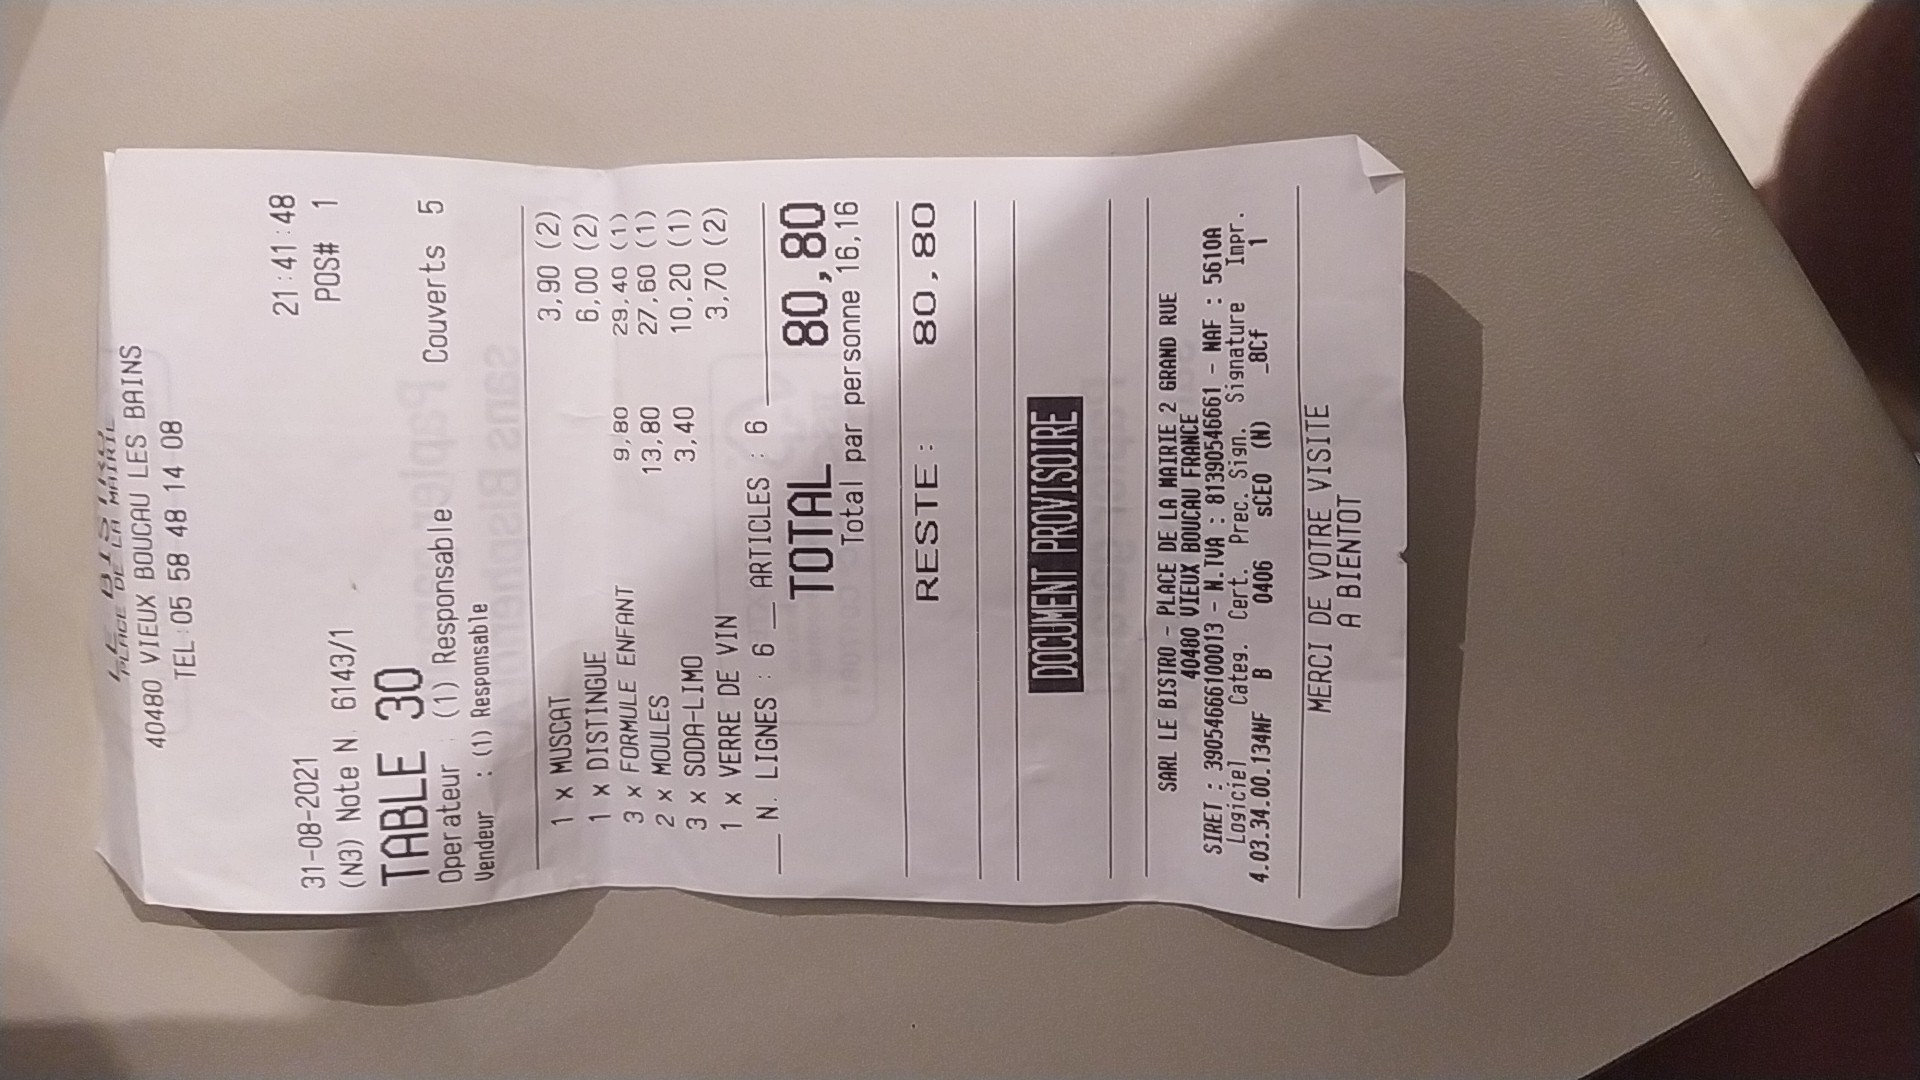 LE BISTRO
PLACE DE LA MAIRIE
40480 VIEUX BOUCAU LES BAINS
TEL:05 58 48 14 08
31-08-2021 21:41:48
(N3) Note N. 6143/1 POS# 1
TABLE 30
Operateur : (1) Responsable Couverts 5
Vendeur : (1) Responsable
1 x MUSCAT 3,90 (2)
1 x DISTINGUE 6,00 (2)
3 x FORMULE ENFANT 9,80 29,40 (1)
2 x MOULES 13,80 27,60 (1)
3 x SODA-LIMO 3,40 10,20 (1)
1 x VERRE DE VIN 3,70 (2)
N. LIGNES : 6 _ ARTICLES : 6
TOTAL 80,80
Total par personne 16,16
RESTE : 80,80
DOCUMENT PROVISOIRE
SARL LE BISTRO - PLACE DE LA MAIRIE 2 GRAND RUE
40480 VIEUX BOUCAU FRANCE
SIRET : 39054666100013 - N.TVA : 81390546661 - NAF : 5610A
Logiciel Categ. Cert. Prec. Sign. Signature Impr.
4.03.34.00.134NF B 0406 sCEO (N) _8Cf 1
MERCI DE VOTRE VISITE
A BIENTOT